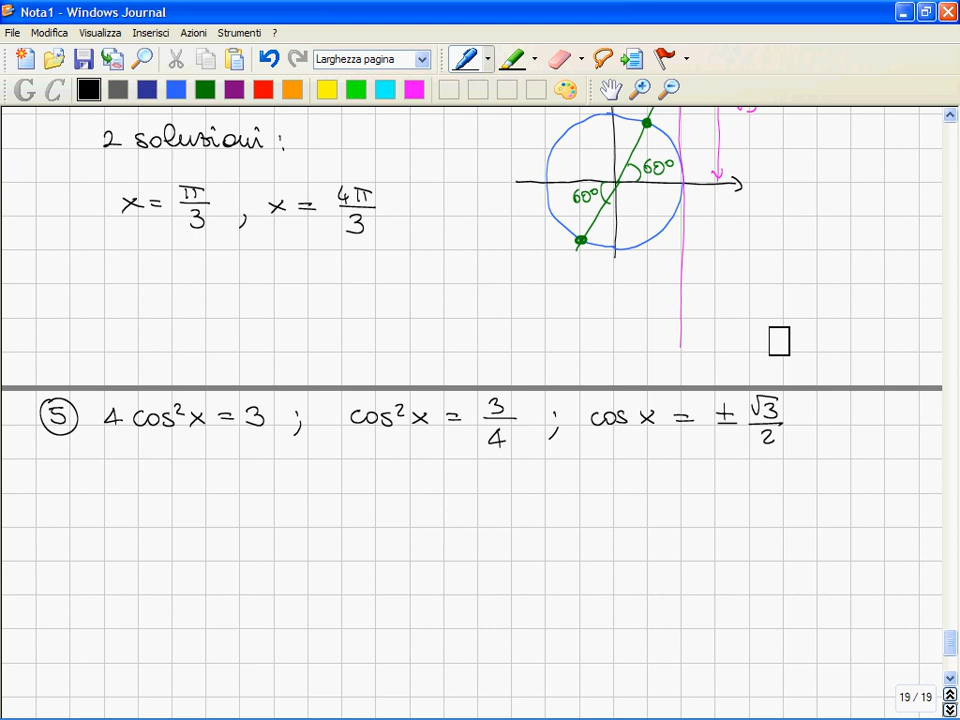 Nota1 - Windows Journal
File Modifica Visualizza Inserisci Azioni Strumenti ?
Larghezza pagina
2 soluzioni :
x = π/3 , x = 4π/3
60°
60°
⑤ 4 cos²x = 3 ; cos²x = 3/4 ; cos x = ± √3/2
19 / 19